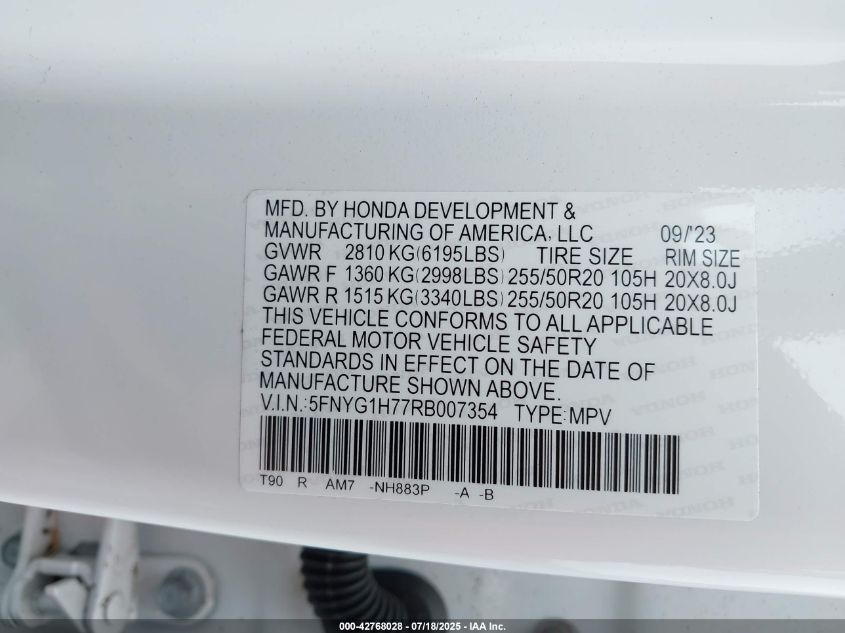 MFD. BY HONDA DEVELOPMENT &
MANUFACTURING OF AMERICA, LLC 09/'23
GVWR 2810 KG(6195LBS) TIRE SIZE RIM SIZE
GAWR F 1360 KG(2998LBS) 255/50R20 105H 20X8.0J
GAWR R 1515 KG(3340LBS) 255/50R20 105H 20X8.0J
THIS VEHICLE CONFORMS TO ALL APPLICABLE
FEDERAL MOTOR VEHICLE SAFETY
STANDARDS IN EFFECT ON THE DATE OF
MANUFACTURE SHOWN ABOVE.
V.I.N.:5FNYG1H77RB007354 TYPE:MPV
T90 R AM7 -NH883P -A -B
000-42768028 - 07/18/2025 - IAA Inc.